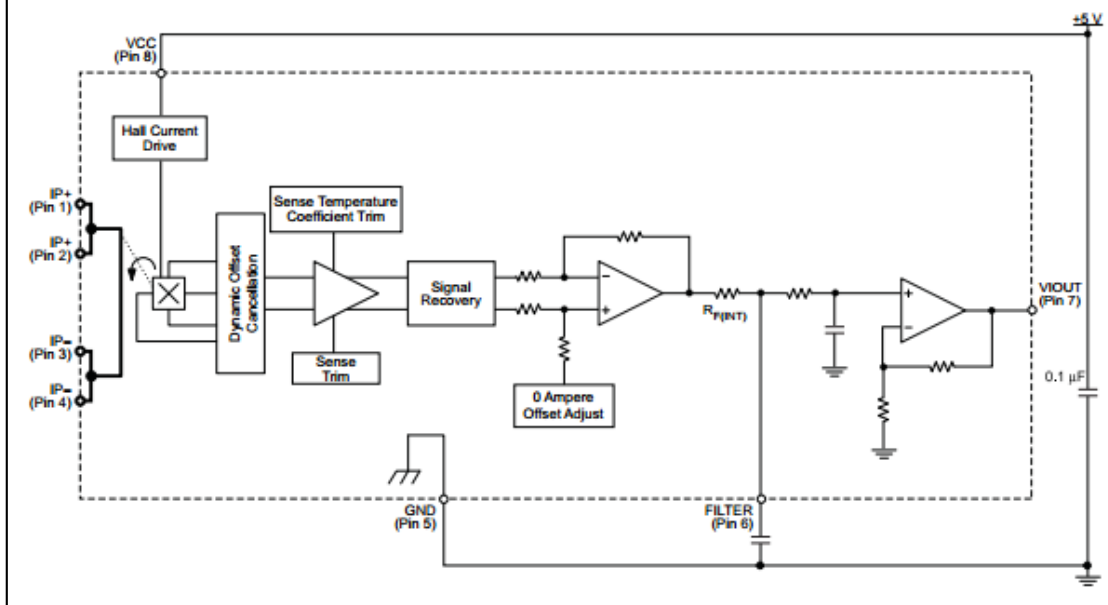 +5 V
VCC
(Pin 8)
Hall Current
Drive
IP+
(Pin 1)
IP+
(Pin 2)
IP−
(Pin 3)
IP−
(Pin 4)
Dynamic Offset
Cancellation
Sense Temperature
Coefficient Trim
Sense
Trim
Signal
Recovery
0 Ampere
Offset Adjust
−
+
RF(INT)
+
−
VIOUT
(Pin 7)
0.1 µF
GND
(Pin 5)
FILTER
(Pin 6)